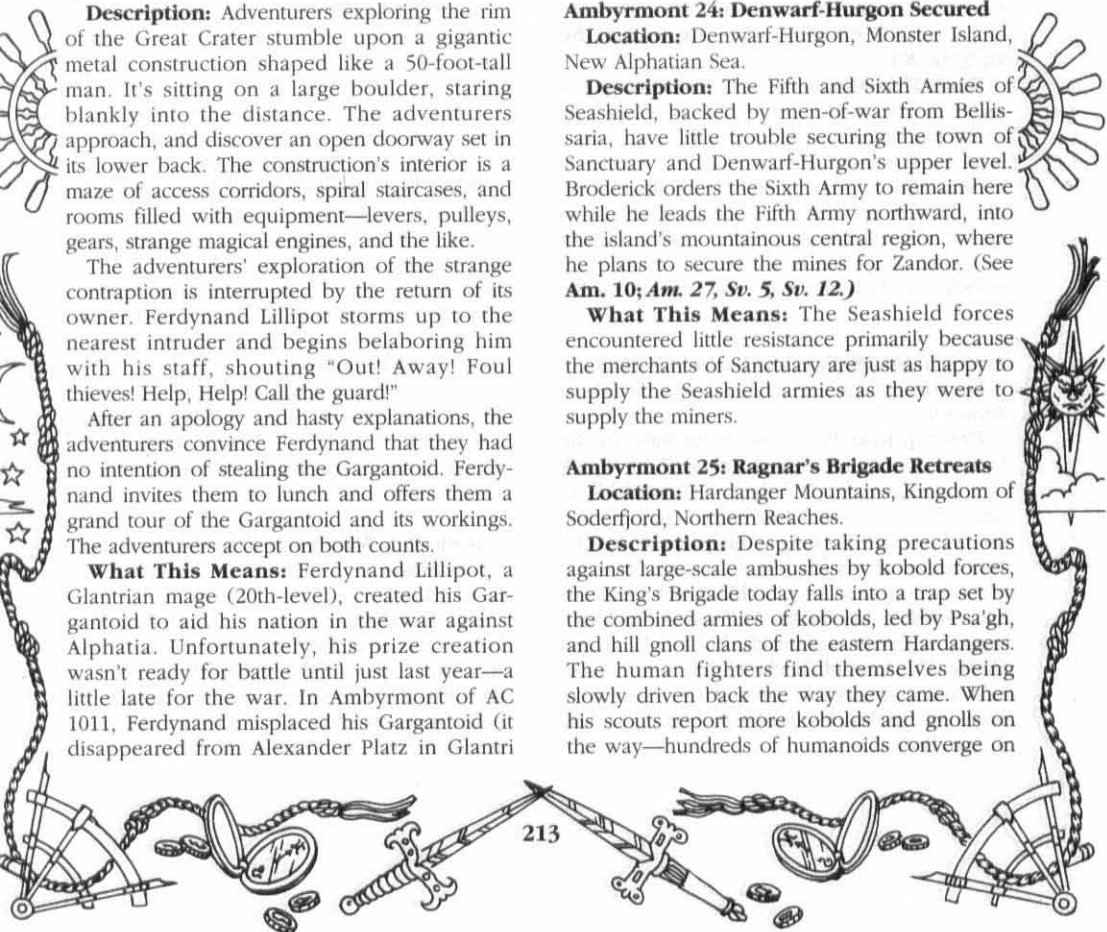 Description: Adventurers exploring the rim
of the Great Crater stumble upon a gigantic
metal construction shaped like a 50-foot-tall
man. It's sitting on a large boulder, staring
blankly into the distance. The adventurers
approach, and discover an open doorway set in
its lower back. The construction's interior is a
maze of access corridors, spiral staircases, and
rooms filled with equipment—levers, pulleys,
gears, strange magical engines, and the like.
The adventurers' exploration of the strange
contraption is interrupted by the return of its
owner. Ferdynand Lillipot storms up to the
nearest intruder and begins belaboring him
with his staff, shouting “Out! Away! Foul
thieves! Help, Help! Call the guard!”
After an apology and hasty explanations, the
adventurers convince Ferdynand that they had
no intention of stealing the Gargantoid. Ferdy-
nand invites them to lunch and offers them a
grand tour of the Gargantoid and its workings.
The adventurers accept on both counts.
What This Means: Ferdynand Lillipot, a
Glantrian mage (20th-level), created his Gar-
gantoid to aid his nation in the war against
Alphatia. Unfortunately, his prize creation
wasn't ready for battle until just last year—a
little late for the war. In Ambyrmont of AC
1011, Ferdynand misplaced his Gargantoid (it
disappeared from Alexander Platz in Glantri
Ambyrmont 24: Denwarf-Hurgon Secured
Location: Denwarf-Hurgon, Monster Island,
New Alphatian Sea.
Description: The Fifth and Sixth Armies of
Seashield, backed by men-of-war from Bellis-
saria, have little trouble securing the town of
Sanctuary and Denwarf-Hurgon's upper level.
Broderick orders the Sixth Army to remain here
while he leads the Fifth Army northward, into
the island's mountainous central region, where
he plans to secure the mines for Zandor. (See
Am. 10; Am. 27, Sv. 5, Sv. 12.)
What This Means: The Seashield forces
encountered little resistance primarily because
the merchants of Sanctuary are just as happy to
supply the Seashield armies as they were to
supply the miners.
Ambyrmont 25: Ragnar's Brigade Retreats
Location: Hardanger Mountains, Kingdom of
Soderfjord, Northern Reaches.
Description: Despite taking precautions
against large-scale ambushes by kobold forces,
the King's Brigade today falls into a trap set by
the combined armies of kobolds, led by Psa'gh,
and hill gnoll clans of the eastern Hardangers.
The human fighters find themselves being
slowly driven back the way they came. When
his scouts report more kobolds and gnolls on
the way—hundreds of humanoids converge on
213